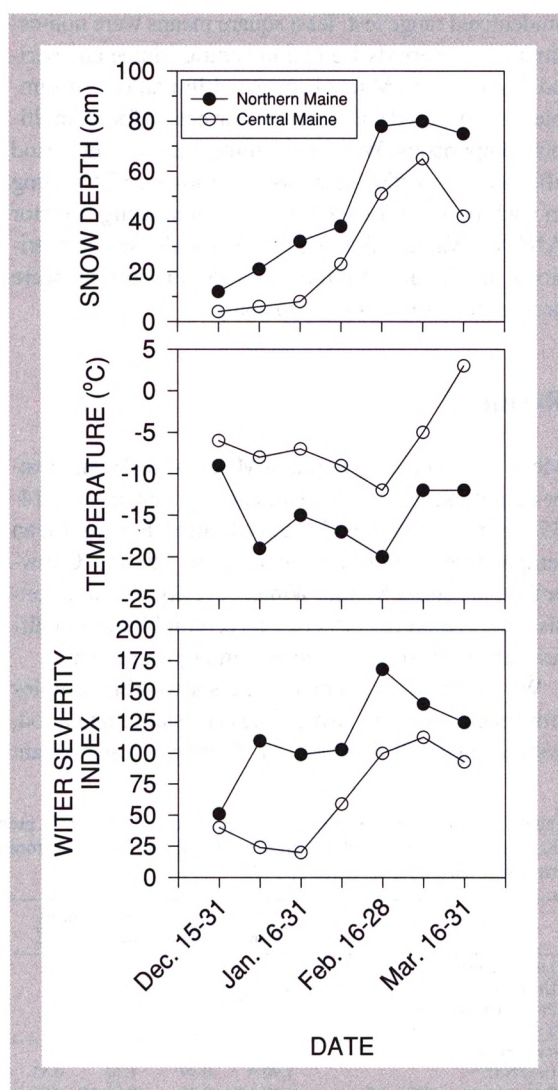 100
80
60
40
20
0
SNOW DEPTH (cm)
Northern Maine
Central Maine
5
0
-5
-10
-15
-20
-25
TEMPERATURE (ºC)
200
175
150
125
100
75
50
25
0
WITER SEVERITY
INDEX
Dec. 15-31
Jan. 16-31
Feb. 16-28
Mar. 16-31
DATE